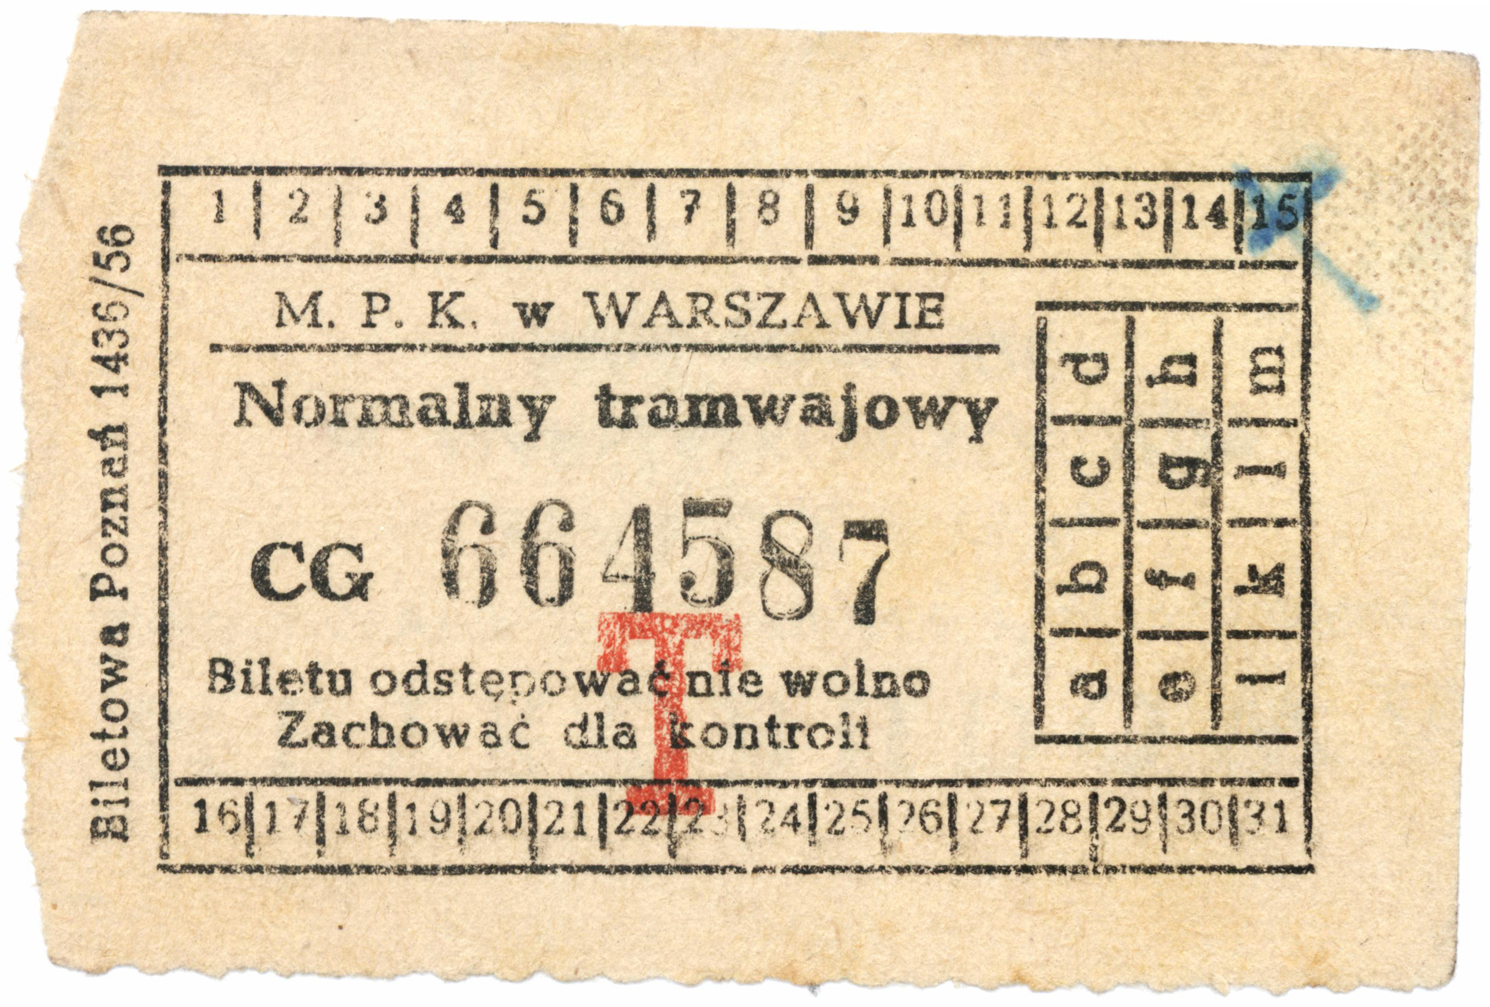 Biletowa Poznań 1436/56
1 2 3 4 5 6 7 8 9 10 11 12 13 14 15
M. P. K. w WARSZAWIE
Normalny tramwajowy
CG 664587
T
Biletu odstępować nie wolno
Zachować dla kontroli
a b c d
e f g h
i k l m
16 17 18 19 20 21 22 23 24 25 26 27 28 29 30 31